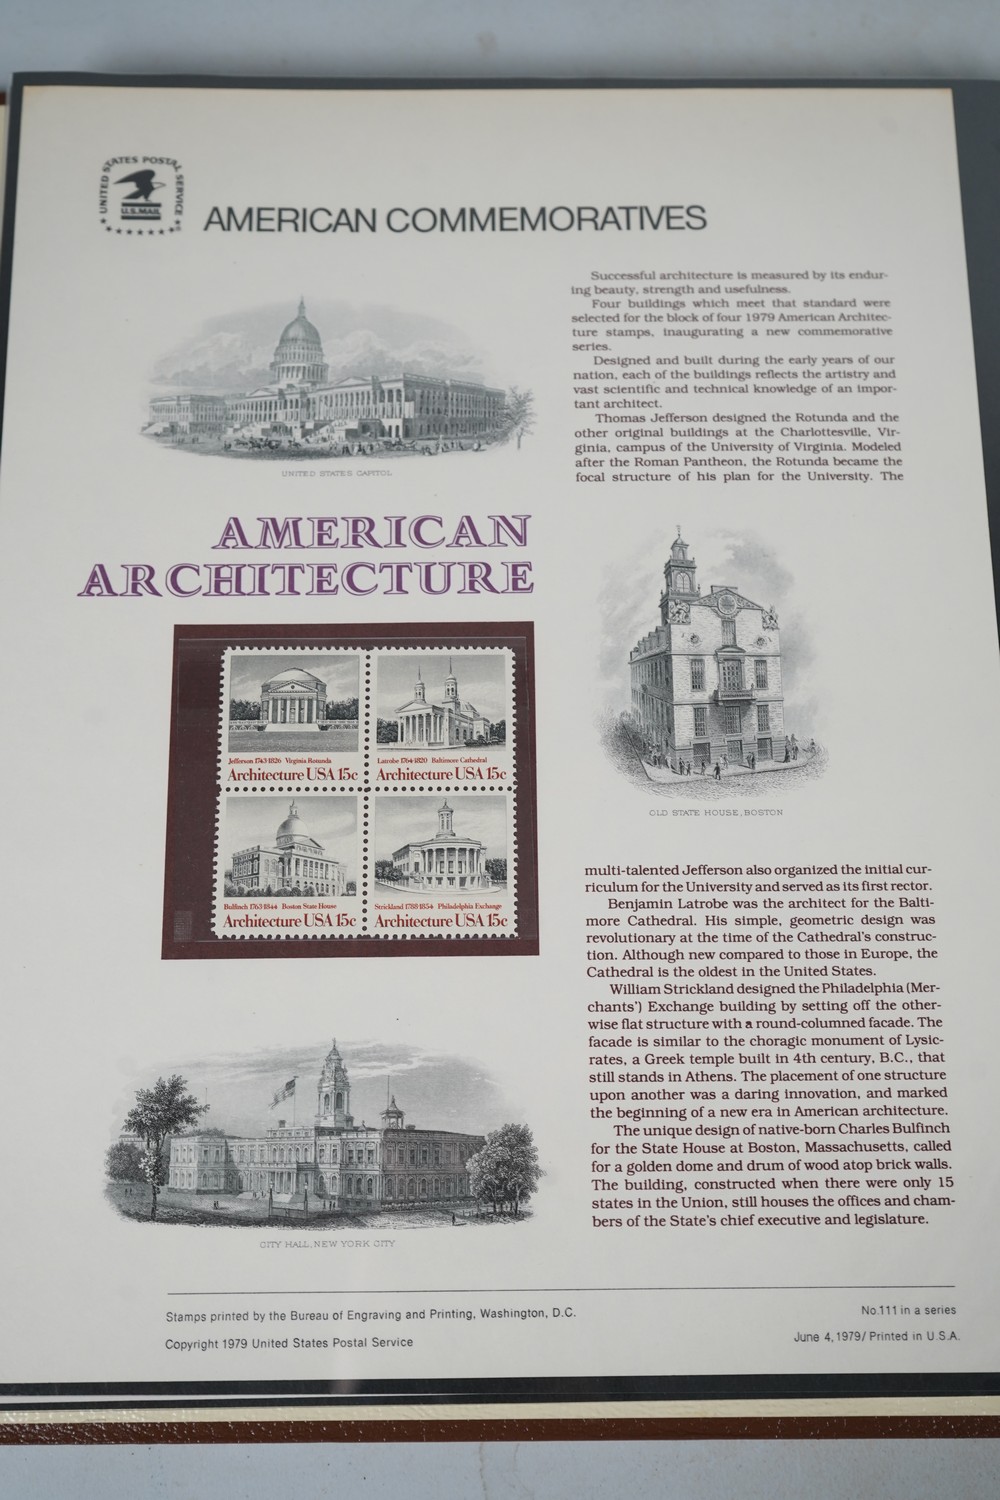 UNITED STATES POSTAL SERVICE
U.S.MAIL
AMERICAN COMMEMORATIVES
Successful architecture is measured by its endur-
ing beauty, strength and usefulness.
Four buildings which meet that standard were
selected for the block of four 1979 American Architec-
ture stamps, inaugurating a new commemorative
series.
Designed and built during the early years of our
nation, each of the buildings reflects the artistry and
vast scientific and technical knowledge of an impor-
tant architect.
Thomas Jefferson designed the Rotunda and the
other original buildings at the Charlottesville, Vir-
ginia, campus of the University of Virginia. Modeled
after the Roman Pantheon, the Rotunda became the
focal structure of his plan for the University. The
UNITED STATES CAPITOL
AMERICAN
ARCHITECTURE
Jefferson 1743-1826 Virginia Rotunda
Architecture USA 15c
Latrobe 1764-1820 Baltimore Cathedral
Architecture USA 15c
Bulfinch 1763-1844 Boston State House
Architecture USA 15c
Strickland 1788-1854 Philadelphia Exchange
Architecture USA 15c
OLD STATE HOUSE, BOSTON
multi-talented Jefferson also organized the initial cur-
riculum for the University and served as its first rector.
Benjamin Latrobe was the architect for the Balti-
more Cathedral. His simple, geometric design was
revolutionary at the time of the Cathedral's construc-
tion. Although new compared to those in Europe, the
Cathedral is the oldest in the United States.
William Strickland designed the Philadelphia (Mer-
chants') Exchange building by setting off the other-
wise flat structure with a round-columned facade. The
facade is similar to the choragic monument of Lysic-
rates, a Greek temple built in 4th century, B.C., that
still stands in Athens. The placement of one structure
upon another was a daring innovation, and marked
the beginning of a new era in American architecture.
The unique design of native-born Charles Bulfinch
for the State House at Boston, Massachusetts, called
for a golden dome and drum of wood atop brick walls.
The building, constructed when there were only 15
states in the Union, still houses the offices and cham-
bers of the State's chief executive and legislature.
CITY HALL, NEW YORK CITY
Stamps printed by the Bureau of Engraving and Printing, Washington, D.C.
Copyright 1979 United States Postal Service
No.111 in a series
June 4, 1979/ Printed in U.S.A.